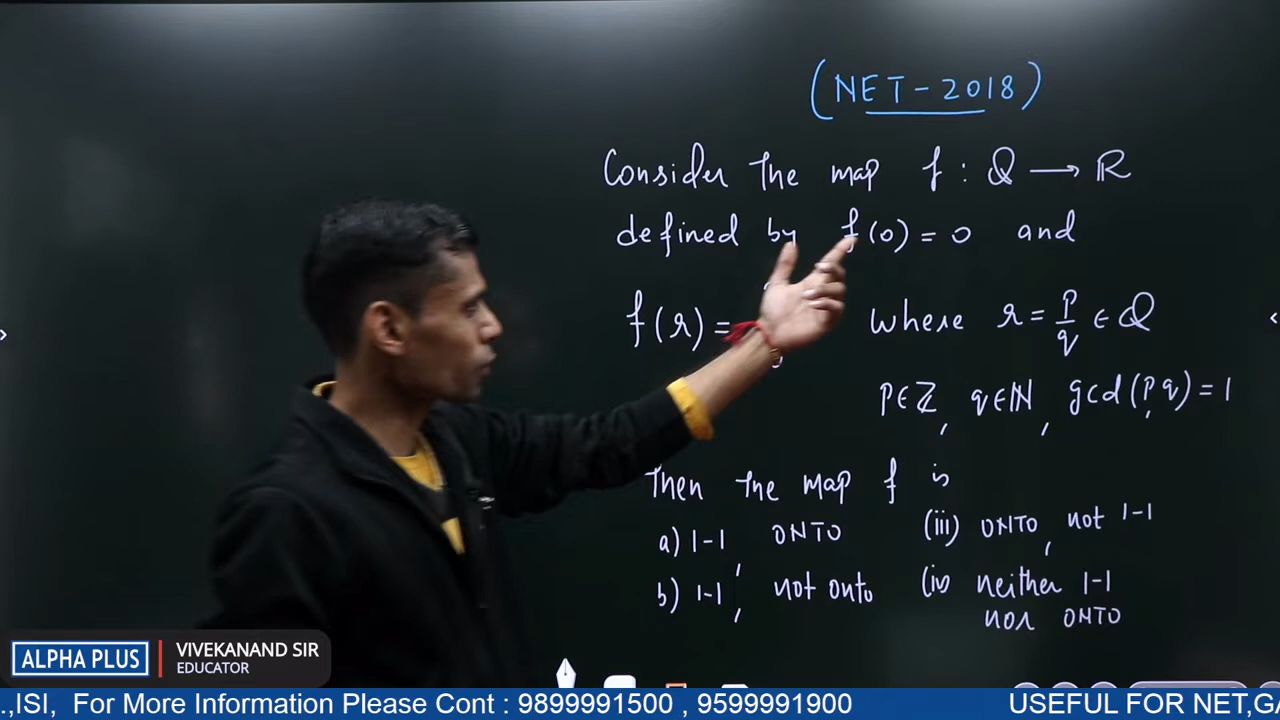 (NET-2018)
Consider the map f : ℚ → ℝ
defined by f(0) = 0 and
f(r) = where r = p/q ∈ ℚ
p∈ℤ, q∈ℕ, gcd(p,q) = 1
Then the map f is
a) 1-1, ONTO (iii) ONTO, not 1-1
b) 1-1, not onto (iv) neither 1-1
nor ONTO
ALPHA PLUS VIVEKANAND SIR
EDUCATOR
.,ISI, For More Information Please Cont : 9899991500 , 9599991900 USEFUL FOR NET,GA